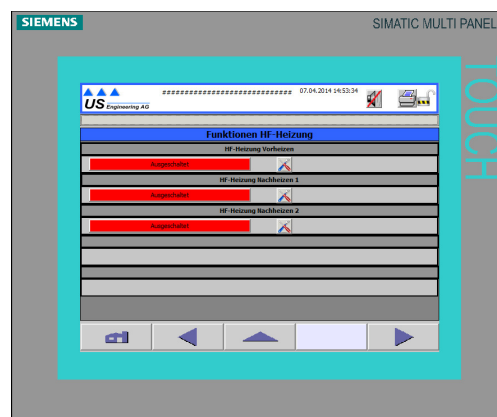 SIEMENS
SIMATIC MULTI PANEL
TOUCH
US Engineering AG
############################## 07.04.2014 14:53:34
Funktionen HF-Heizung
HF-Heizung Vorheizen
Ausgeschaltet
HF-Heizung Nachheizen 1
Ausgeschaltet
HF-Heizung Nachheizen 2
Ausgeschaltet